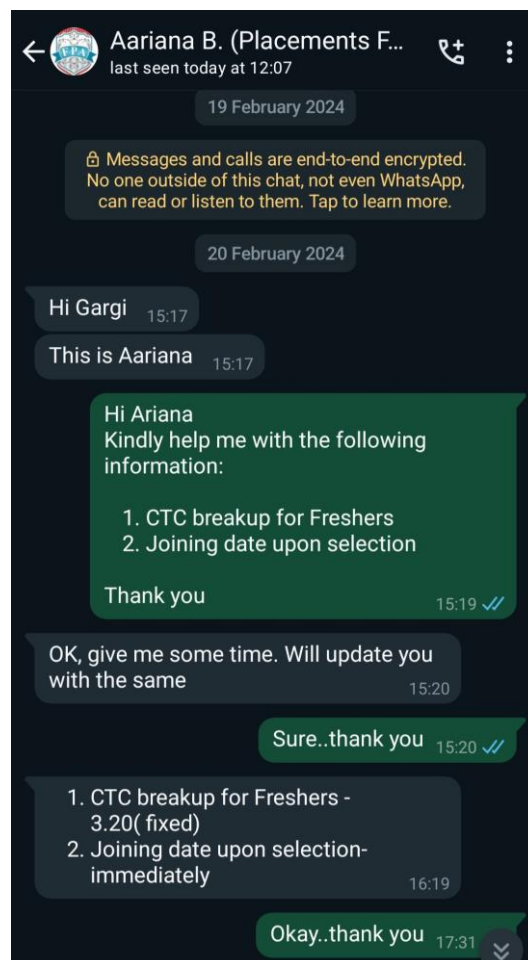 Aariana B. (Placements F...
last seen today at 12:07
19 February 2024
Messages and calls are end-to-end encrypted.
No one outside of this chat, not even WhatsApp,
can read or listen to them. Tap to learn more.
20 February 2024
Hi Gargi 15:17
This is Aariana 15:17
Hi Ariana
Kindly help me with the following
information:
1. CTC breakup for Freshers
2. Joining date upon selection
Thank you
15:19
OK, give me some time. Will update you
with the same
15:20
Sure..thank you 15:20
1. CTC breakup for Freshers -
3.20( fixed)
2. Joining date upon selection-
immediately
16:19
Okay..thank you 17:31